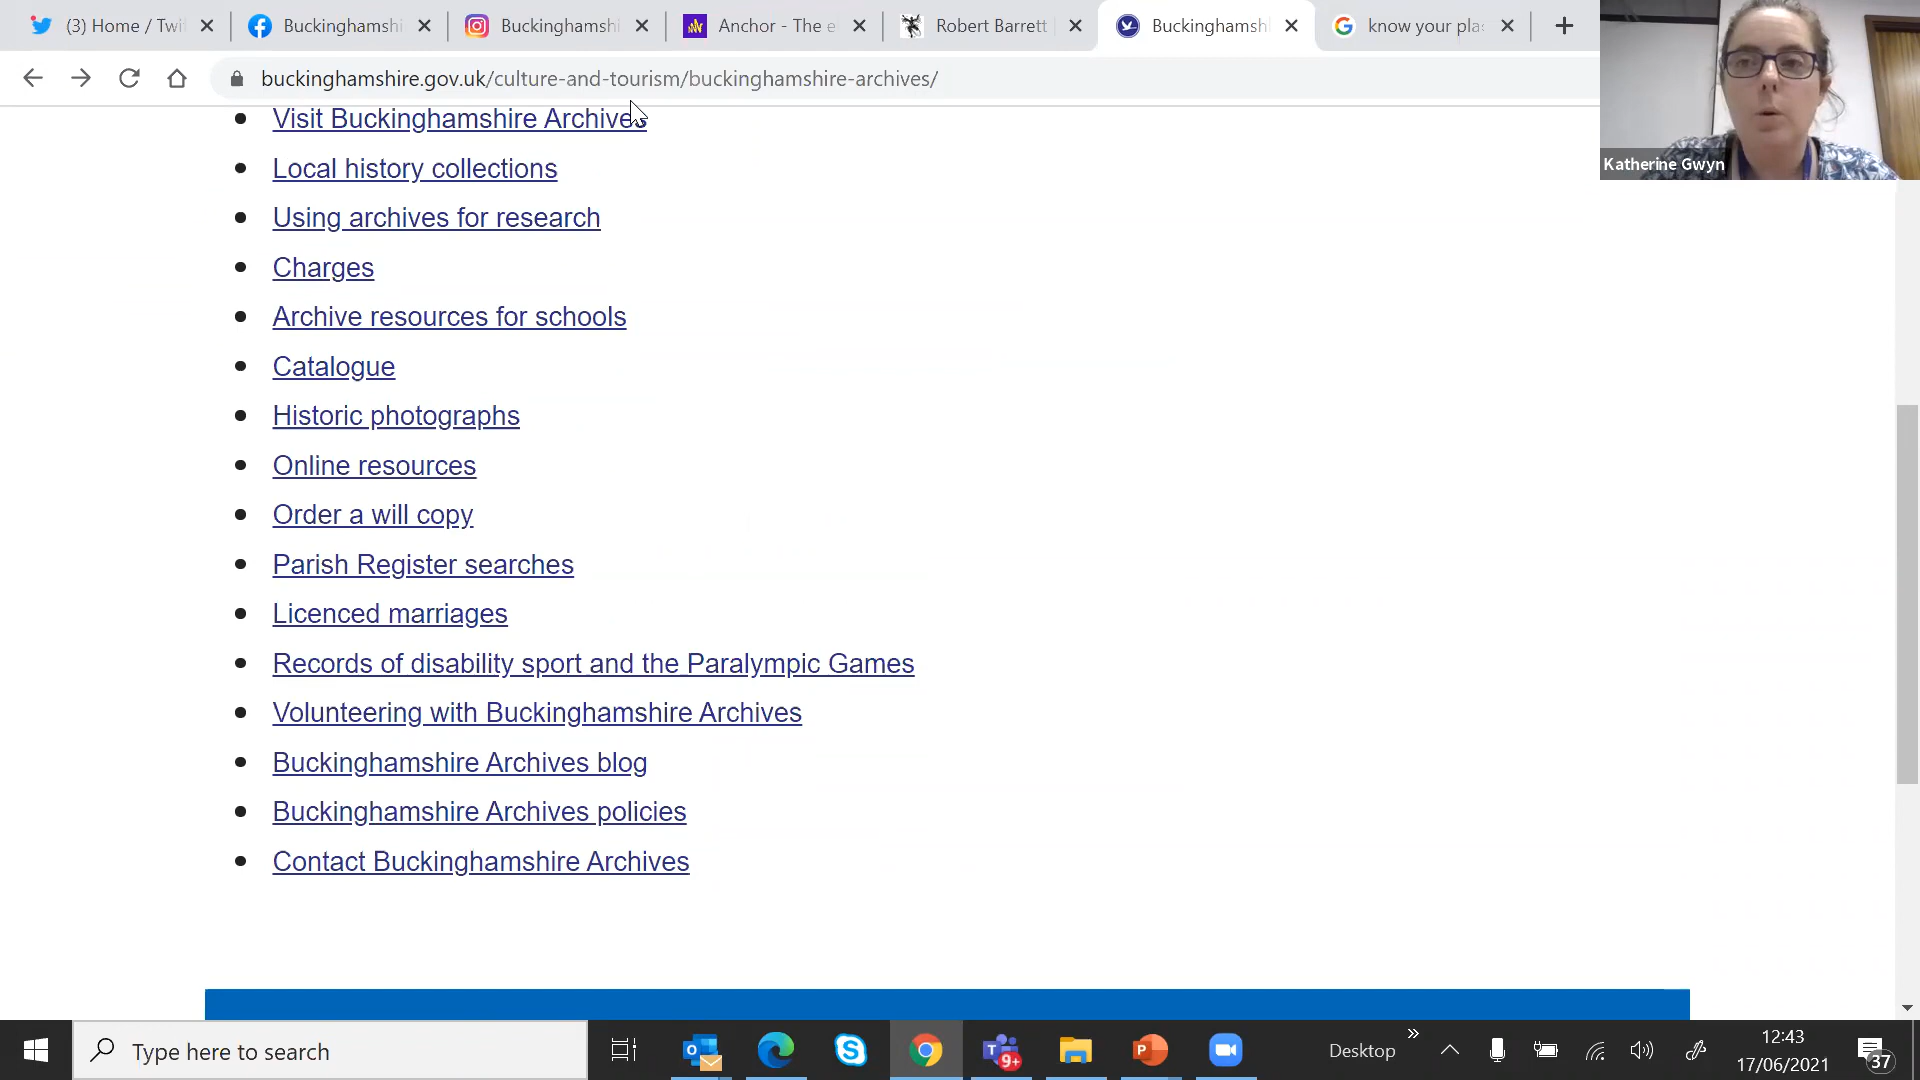 (3) Home / Twi
Buckinghamshi
Buckinghamshi
Anchor - The e
Robert Barrett
Buckinghamsh
know your pla
buckinghamshire.gov.uk/culture-and-tourism/buckinghamshire-archives/
Katherine Gwyn
Visit Buckinghamshire Archives
Local history collections
Using archives for research
Charges
Archive resources for schools
Catalogue
Historic photographs
Online resources
Order a will copy
Parish Register searches
Licenced marriages
Records of disability sport and the Paralympic Games
Volunteering with Buckinghamshire Archives
Buckinghamshire Archives blog
Buckinghamshire Archives policies
Contact Buckinghamshire Archives
Type here to search
9+
Desktop
12:43
17/06/2021
37